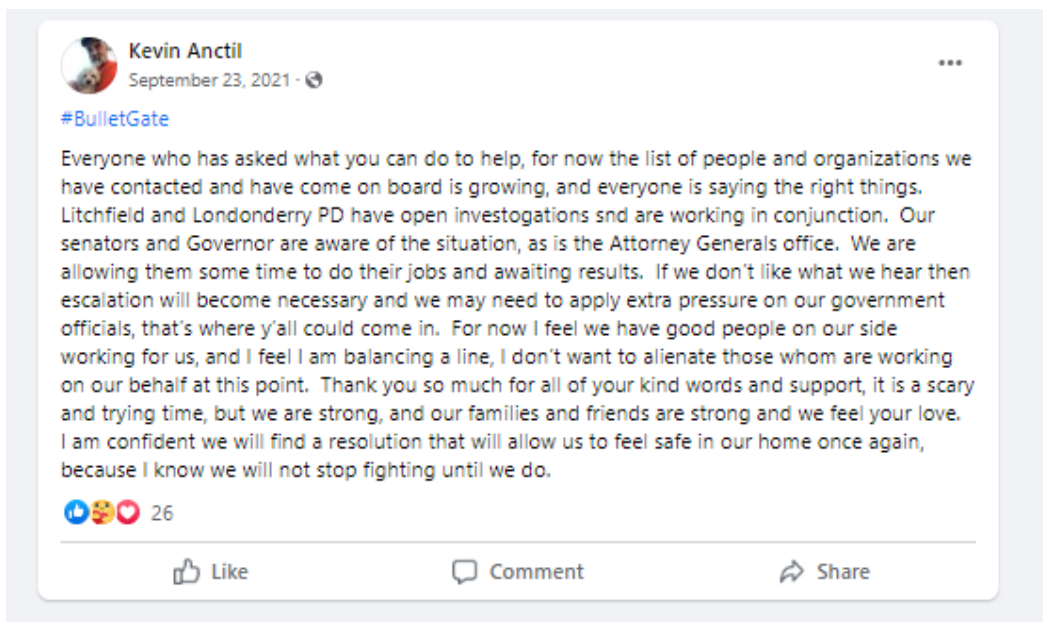 Kevin Anctil
September 23, 2021 ·
#BulletGate
Everyone who has asked what you can do to help, for now the list of people and organizations we
have contacted and have come on board is growing, and everyone is saying the right things.
Litchfield and Londonderry PD have open investogations snd are working in conjunction.  Our
senators and Governor are aware of the situation, as is the Attorney Generals office.  We are
allowing them some time to do their jobs and awaiting results.  If we don't like what we hear then
escalation will become necessary and we may need to apply extra pressure on our government
officials, that's where y'all could come in.  For now I feel we have good people on our side
working for us, and I feel I am balancing a line, I don't want to alienate those whom are working
on our behalf at this point.  Thank you so much for all of your kind words and support, it is a scary
and trying time, but we are strong, and our families and friends are strong and we feel your love.
I am confident we will find a resolution that will allow us to feel safe in our home once again,
because I know we will not stop fighting until we do.
26
Like Comment Share